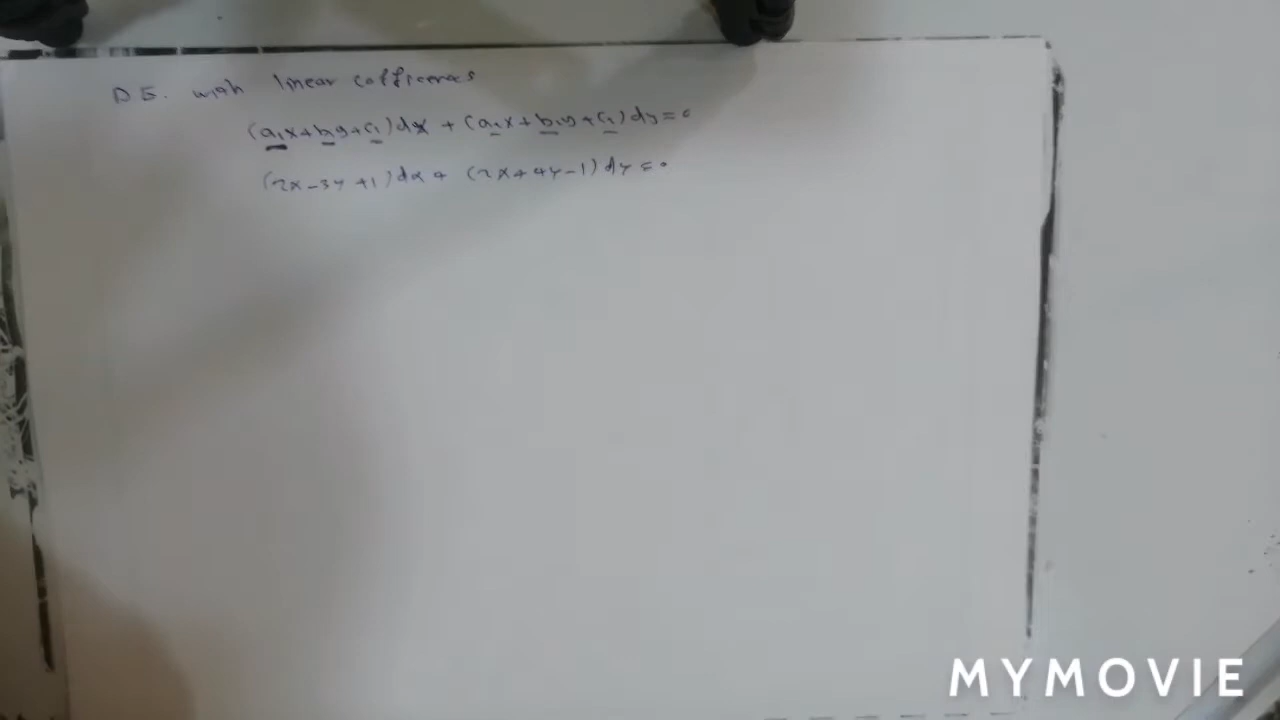 D.E. with linear coefficences
(a₁x+b₁y+c₁)dx + (a₂x+b₂y+c₂)dy=0
(2x-3y+1)dx+ (2x+4y-1)dy=0
MYMOVIE